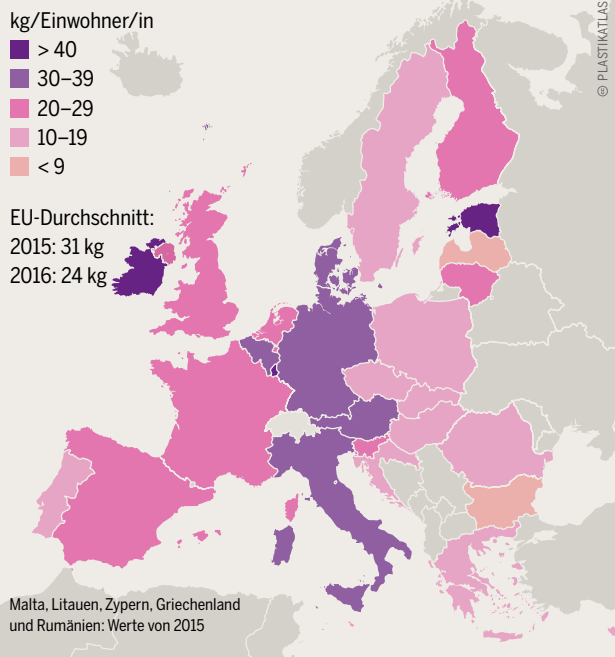 kg/Einwohner/in
> 40
30–39
20–29
10–19
< 9
EU-Durchschnitt:
2015: 31 kg
2016: 24 kg
Malta, Litauen, Zypern, Griechenland
und Rumänien: Werte von 2015
© PLASTIKATLAS